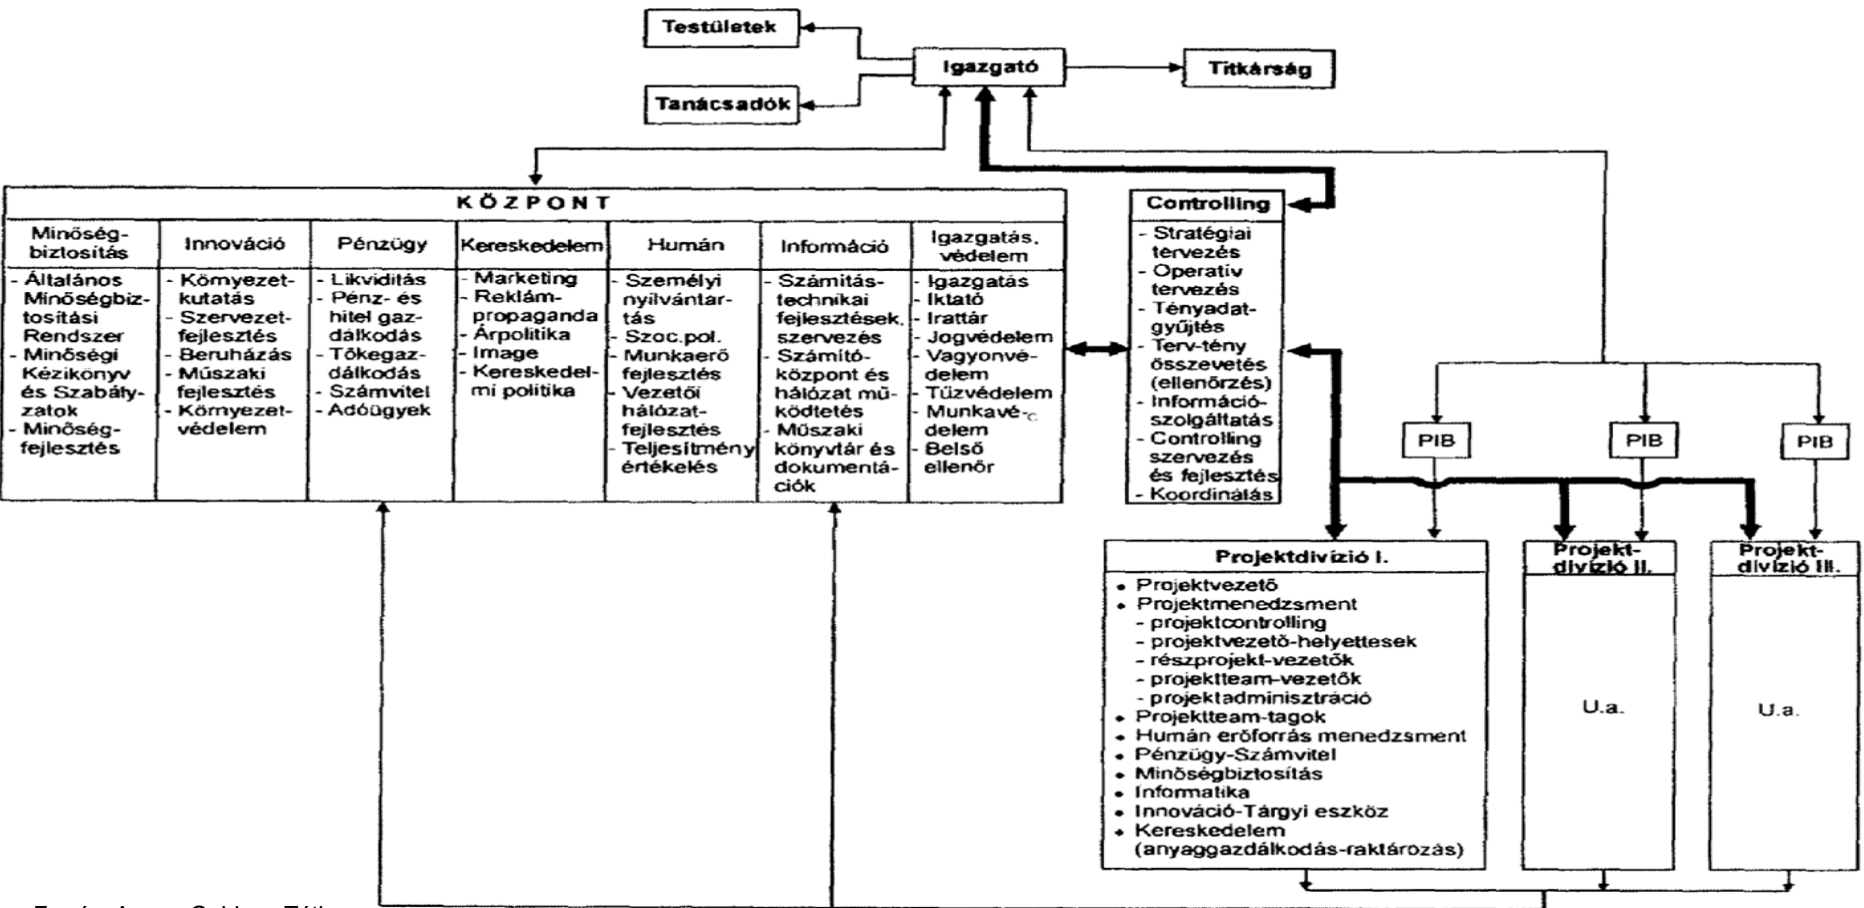 Testületek
Igazgató
Titkárság
Tanácsadók
KÖZPONT
Minőség-
biztosítás
- Általános
Minőségbiz-
tosítási
Rendszer
- Minőségi
Kézikönyv
és Szabály-
zatok
- Minőség-
fejlesztés
Innováció
- Környezet-
kutatás
- Szervezet-
fejlesztés
- Beruházás
- Műszaki
fejlesztés
- Környezet-
védelem
Pénzügy
- Likviditás
- Pénz- és
hitel gaz-
dálkodás
- Tőkegaz-
dálkodás
- Számvitel
- Adóügyek
Kereskedelem
- Marketing
- Reklám-
propaganda
- Árpolitika
- Image
- Kereskedel-
mi politika
Humán
- Személyi
nyilvántar-
tás
- Szoc.pol.
- Munkaerő
fejlesztés
- Vezetői
hálózat-
fejlesztés
- Teljesítmény
értékelés
Információ
- Számítás-
technikai
fejlesztések,
szervezés
- Számító-
központ és
hálózat mű-
ködtetés
- Műszaki
könyvtár és
dokumentá-
ciók
Igazgatás,
védelem
- Igazgatás
- Iktató
- Irattár
- Jogvédelem
- Vagyonvé-
delem
- Tűzvédelem
- Munkavé-
delem
- Belső
ellenőr
Controlling
- Stratégiai
tervezés
- Operatív
tervezés
- Tényadat-
gyűjtés
- Terv-tény
összevetés
(ellenőrzés)
- Információ-
szolgáltatás
- Controlling
szervezés
és fejlesztés
- Koordinálás
PIB
PIB
PIB
Projektdivízió I.
• Projektvezető
• Projektmenedzsment
- projektcontrolling
- projektvezető-helyettesek
- részprojekt-vezetők
- projektteam-vezetők
- projektadminisztráció
• Projektteam-tagok
• Humán erőforrás menedzsment
• Pénzügy-Számvitel
• Minőségbiztosítás
• Informatika
• Innováció-Tárgyi eszköz
• Kereskedelem
(anyaggazdálkodás-raktározás)
Projekt-
divízió II.
U.a.
Projekt-
divízió III.
U.a.